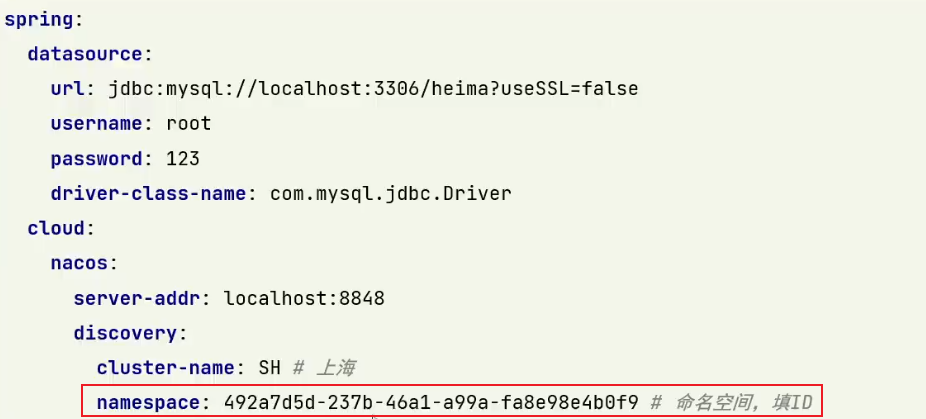 spring:
  datasource:
    url: jdbc:mysql://localhost:3306/heima?useSSL=false
    username: root
    password: 123
    driver-class-name: com.mysql.jdbc.Driver
  cloud:
    nacos:
      server-addr: localhost:8848
      discovery:
        cluster-name: SH # 上海
        namespace: 492a7d5d-237b-46a1-a99a-fa8e98e4b0f9 # 命名空间，填ID